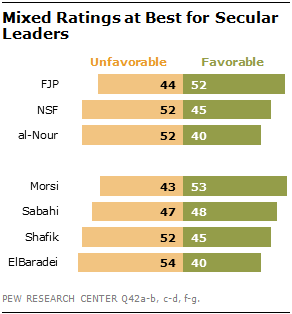 Mixed Ratings at Best for Secular
Leaders
Unfavorable Favorable
FJP 44 52
NSF 52 45
al-Nour 52 40
Morsi 43 53
Sabahi 47 48
Shafik 52 45
ElBaradei 54 40
PEW RESEARCH CENTER Q42a-b, c-d, f-g.